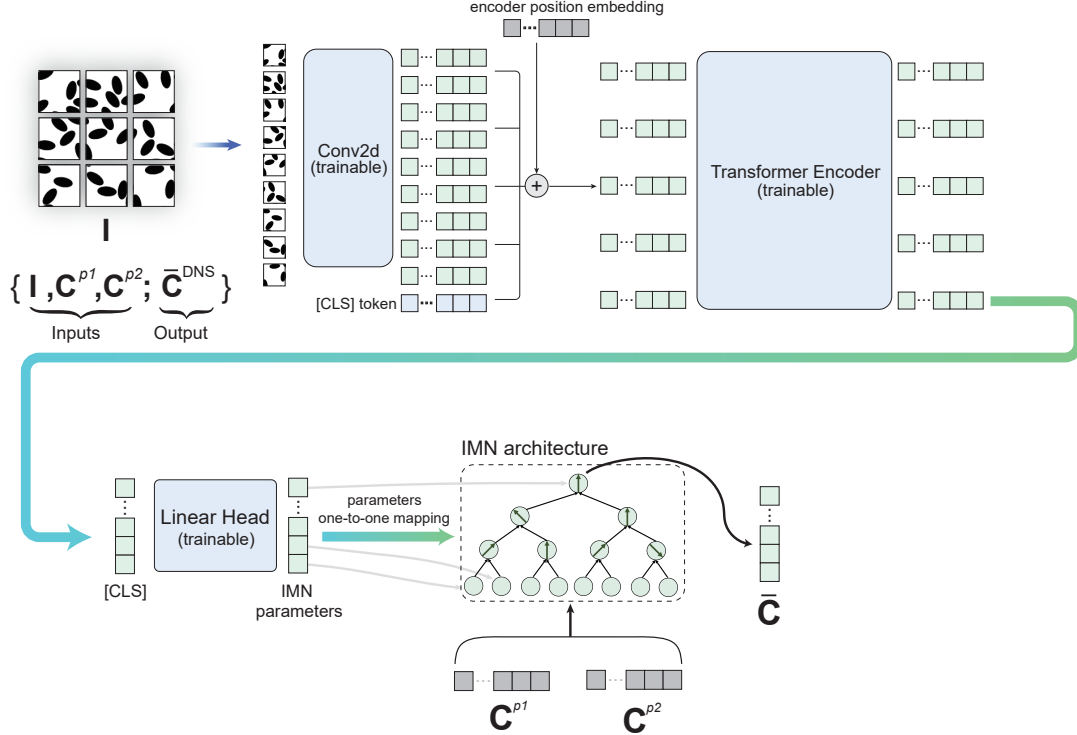 encoder position embedding
Conv2d
(trainable)
Transformer Encoder
(trainable)
+
I
{ I ,C^p1,C^p2; C̄^DNS }
Inputs
Output
[CLS] token
IMN architecture
parameters
one-to-one mapping
Linear Head
(trainable)
[CLS]
IMN
parameters
C̄
C^p1
C^p2